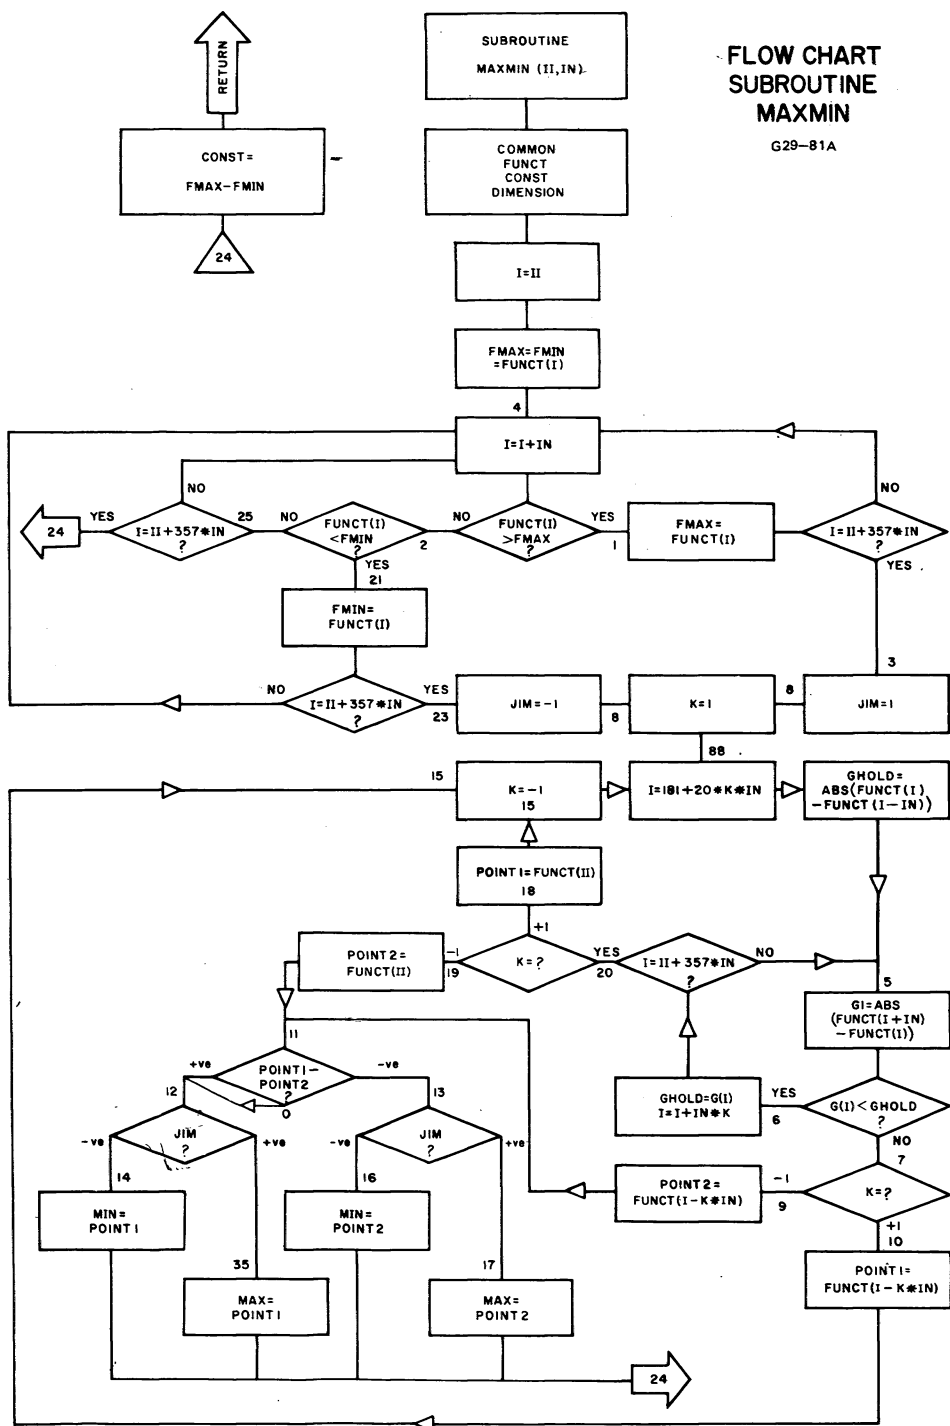 FLOW CHART
SUBROUTINE
MAXMIN
G29-81A
RETURN
CONST=
FMAX-FMIN
24
SUBROUTINE
MAXMIN (II,IN)
COMMON
FUNCT
CONST
DIMENSION
I=II
FMAX=FMIN
=FUNCT(I)
4
I=I+IN
NO
YES
24
I=II+357*IN
?
25
NO
FUNCT(I)
<FMIN
?
2
NO
FUNCT(I)
>FMAX
?
YES
1
FMAX=
FUNCT(I)
NO
I=II+357*IN
?
YES
YES
21
FMIN=
FUNCT(I)
3
NO
I=II+357*IN
?
YES
23
JIM=-1
8
K=1
8
JIM=1
88
15
K=-1
15
I=181+20*K*IN
GHOLD=
ABS(FUNCT(I)
-FUNCT(I-IN))
POINT1=FUNCT(II)
18
+1
POINT2=
FUNCT(II)
-1
19
K=?
YES
20
I=II+357*IN
?
NO
5
G1=ABS
(FUNCT(I+IN)
-FUNCT(I))
11
+ve
POINT1-
POINT2
?
0
-ve
12
13
GHOLD=G(I)
I=I+IN*K
YES
6
G(I)<GHOLD
?
NO
7
-ve
JIM
?
+ve
-ve
JIM
?
+ve
14
16
POINT2=
FUNCT(I-K*IN)
-1
9
K=?
+1
10
MIN=
POINT1
MIN=
POINT2
35
17
MAX=
POINT1
MAX=
POINT2
POINT1=
FUNCT(I-K*IN)
24